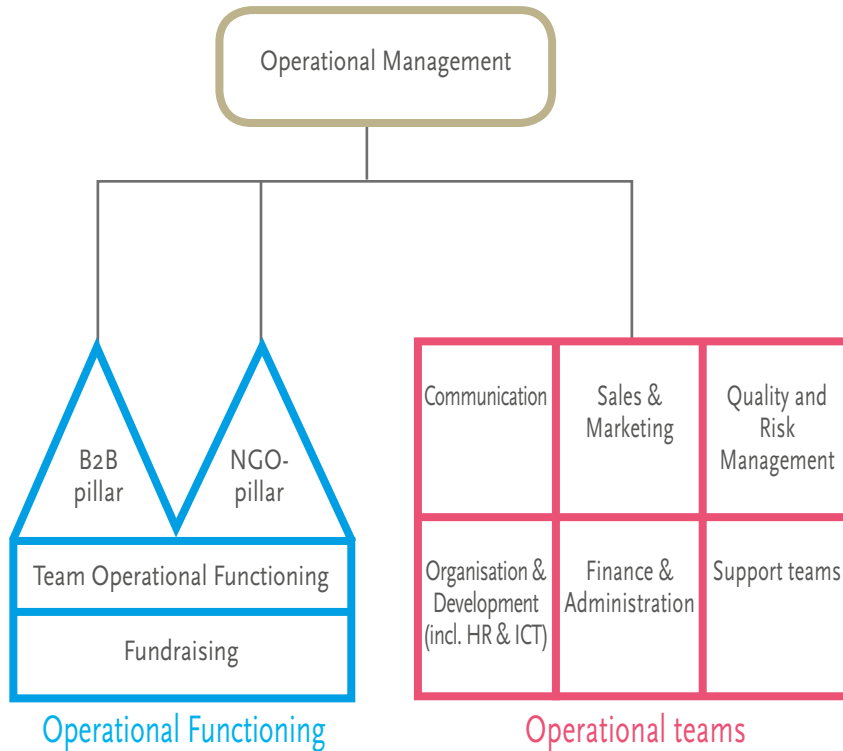 Operational Management
B2B
pillar
NGO-
pillar
Team Operational Functioning
Fundraising
Operational Functioning
Communication
Sales &
Marketing
Quality and
Risk
Management
Organisation &
Development
(incl. HR & ICT)
Finance &
Administration
Support teams
Operational teams